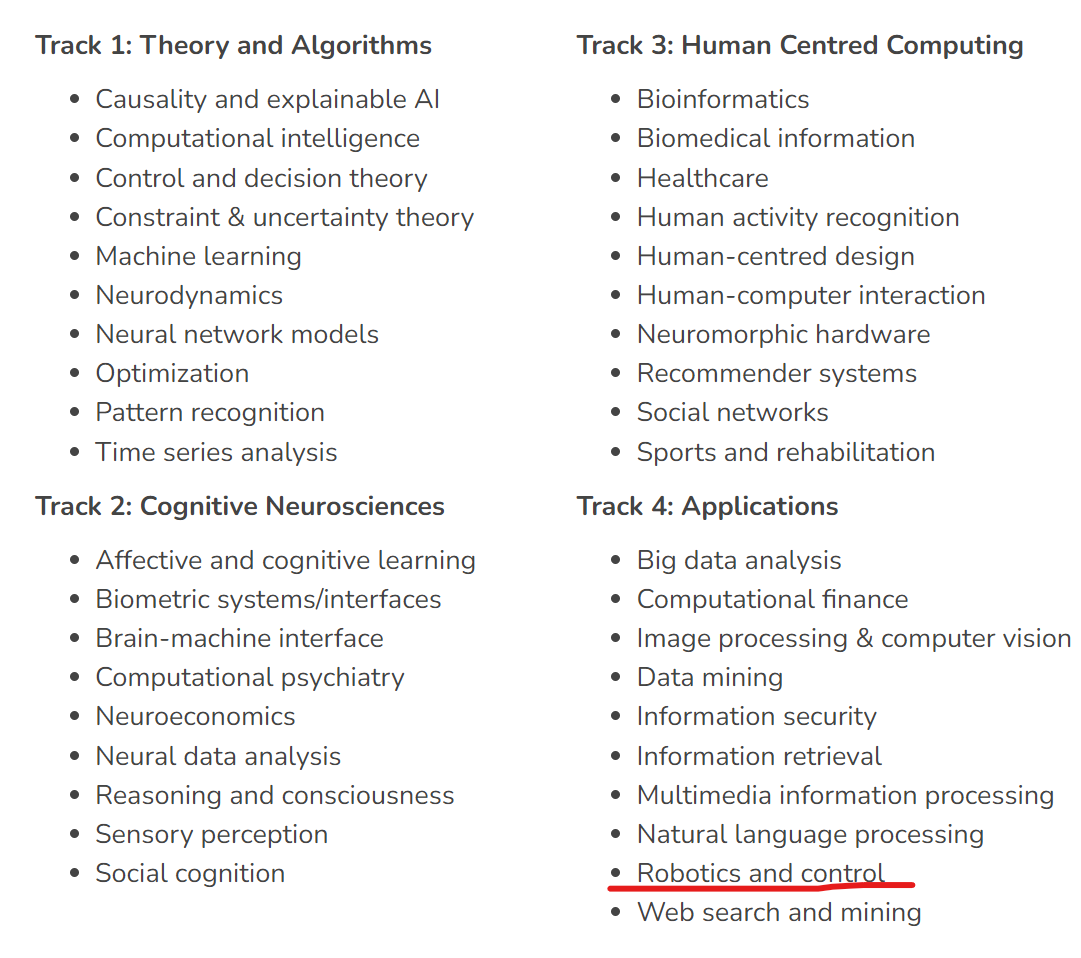 Track 1: Theory and Algorithms
Causality and explainable AI
Computational intelligence
Control and decision theory
Constraint & uncertainty theory
Machine learning
Neurodynamics
Neural network models
Optimization
Pattern recognition
Time series analysis
Track 2: Cognitive Neurosciences
Affective and cognitive learning
Biometric systems/interfaces
Brain-machine interface
Computational psychiatry
Neuroeconomics
Neural data analysis
Reasoning and consciousness
Sensory perception
Social cognition
Track 3: Human Centred Computing
Bioinformatics
Biomedical information
Healthcare
Human activity recognition
Human-centred design
Human-computer interaction
Neuromorphic hardware
Recommender systems
Social networks
Sports and rehabilitation
Track 4: Applications
Big data analysis
Computational finance
Image processing & computer vision
Data mining
Information security
Information retrieval
Multimedia information processing
Natural language processing
Robotics and control
Web search and mining